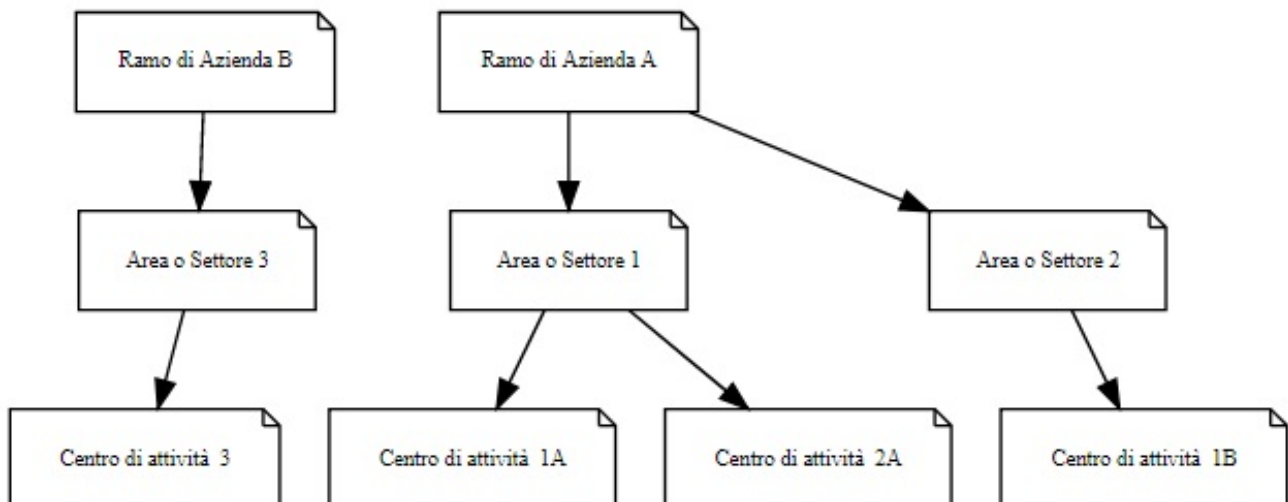 Ramo di Azienda B
Ramo di Azienda A
Area o Settore 3
Area o Settore 1
Area o Settore 2
Centro di attività 3
Centro di attività 1A
Centro di attività 2A
Centro di attività 1B